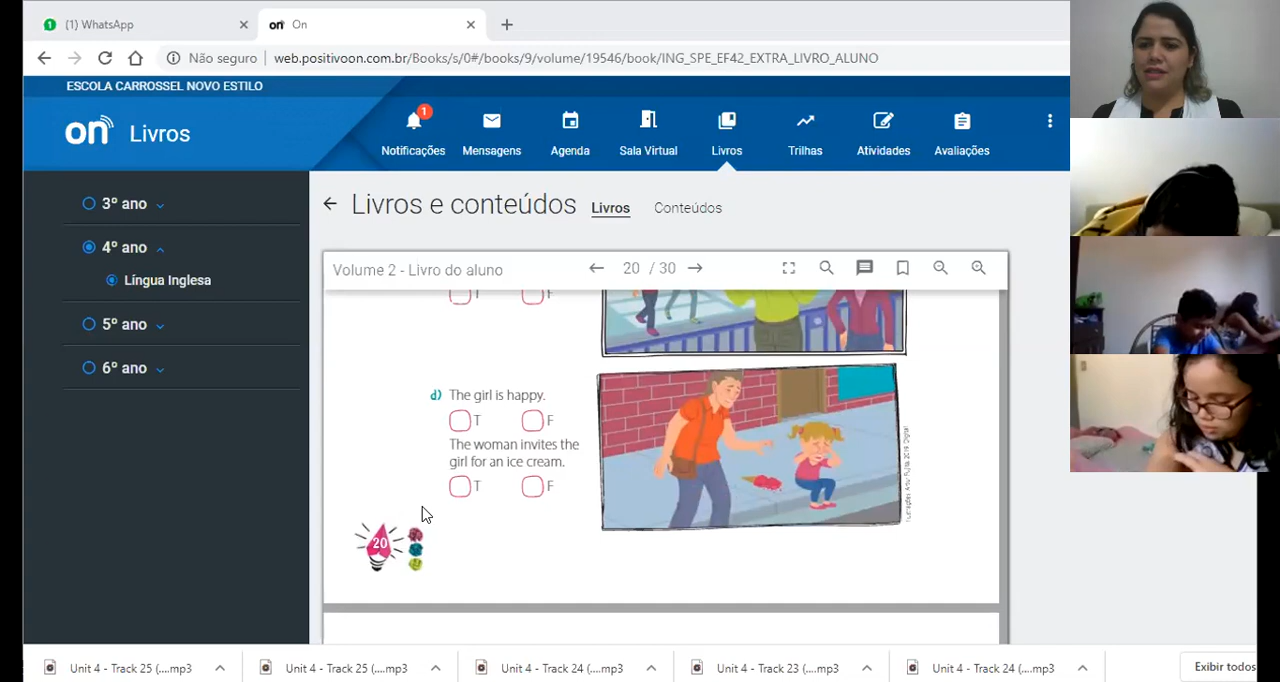 (1) WhatsApp
On
Não seguro
web.positivoon.com.br/Books/s/0#/books/9/volume/19546/book/ING_SPE_EF42_EXTRA_LIVRO_ALUNO
ESCOLA CARROSSEL NOVO ESTILO
on Livros
1
Notificações
Mensagens
Agenda
Sala Virtual
Livros
Trilhas
Atividades
Avaliações
3º ano
4º ano
Língua Inglesa
5º ano
6º ano
Livros e conteúdos
Livros
Conteúdos
Volume 2 - Livro do aluno
20 / 30
T F
d) The girl is happy.
T F
The woman invites the
girl for an ice cream.
T F
20
Unit 4 - Track 25 (....mp3
Unit 4 - Track 25 (....mp3
Unit 4 - Track 24 (....mp3
Unit 4 - Track 23 (....mp3
Unit 4 - Track 24 (....mp3
Exibir todos